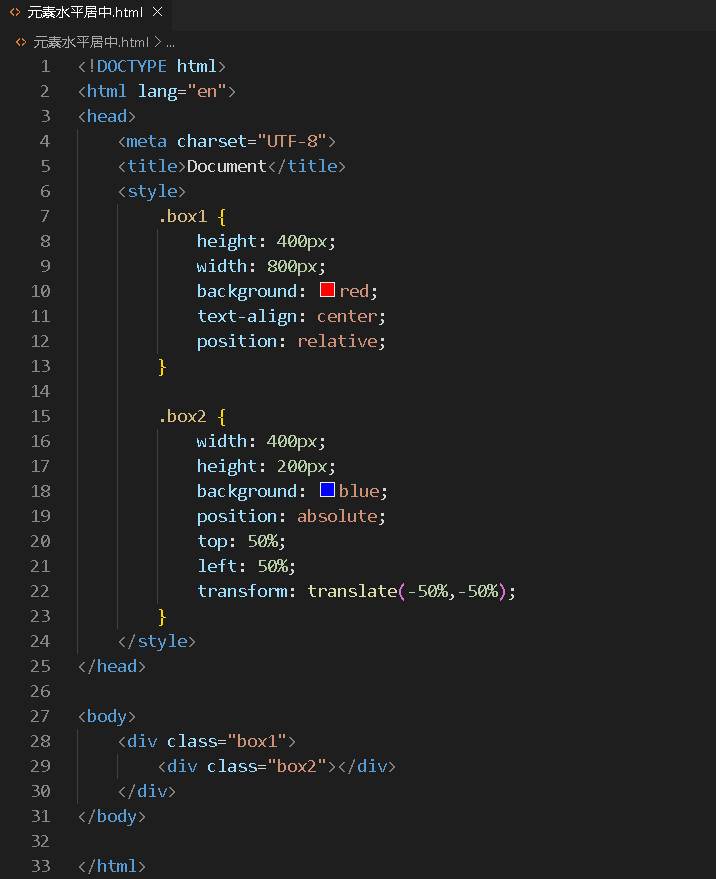 元素水平居中.html
元素水平居中.html > ...
1 <!DOCTYPE html>
2 <html lang="en">
3 <head>
4     <meta charset="UTF-8">
5     <title>Document</title>
6     <style>
7         .box1 {
8             height: 400px;
9             width: 800px;
10             background: red;
11             text-align: center;
12             position: relative;
13         }
14
15         .box2 {
16             width: 400px;
17             height: 200px;
18             background: blue;
19             position: absolute;
20             top: 50%;
21             left: 50%;
22             transform: translate(-50%,-50%);
23         }
24     </style>
25 </head>
26
27 <body>
28     <div class="box1">
29         <div class="box2"></div>
30     </div>
31 </body>
32
33 </html>